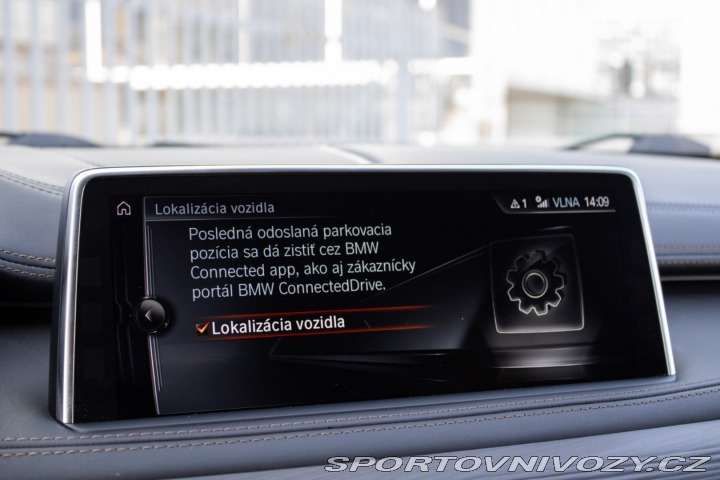 Lokalizácia vozidla
1 VLNA 14:09
Posledná odoslaná parkovacia
pozícia sa dá zistiť cez BMW
Connected app, ako aj zákaznícky
portál BMW ConnectedDrive.
Lokalizácia vozidla
SPORTOVNIVOZY.CZ